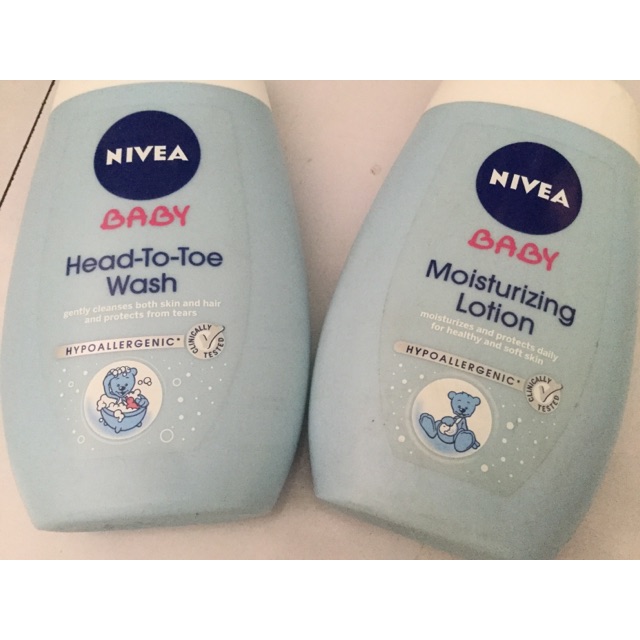 NIVEA
BABY
Head-To-Toe
Wash
gently cleanses both skin and hair
and protects from tears
HYPOALLERGENIC*
CLINICALLY
TESTED
NIVEA
BABY
Moisturizing
Lotion
moisturizes and protects daily
for healthy and soft skin
HYPOALLERGENIC*
CLINICALLY
TESTED